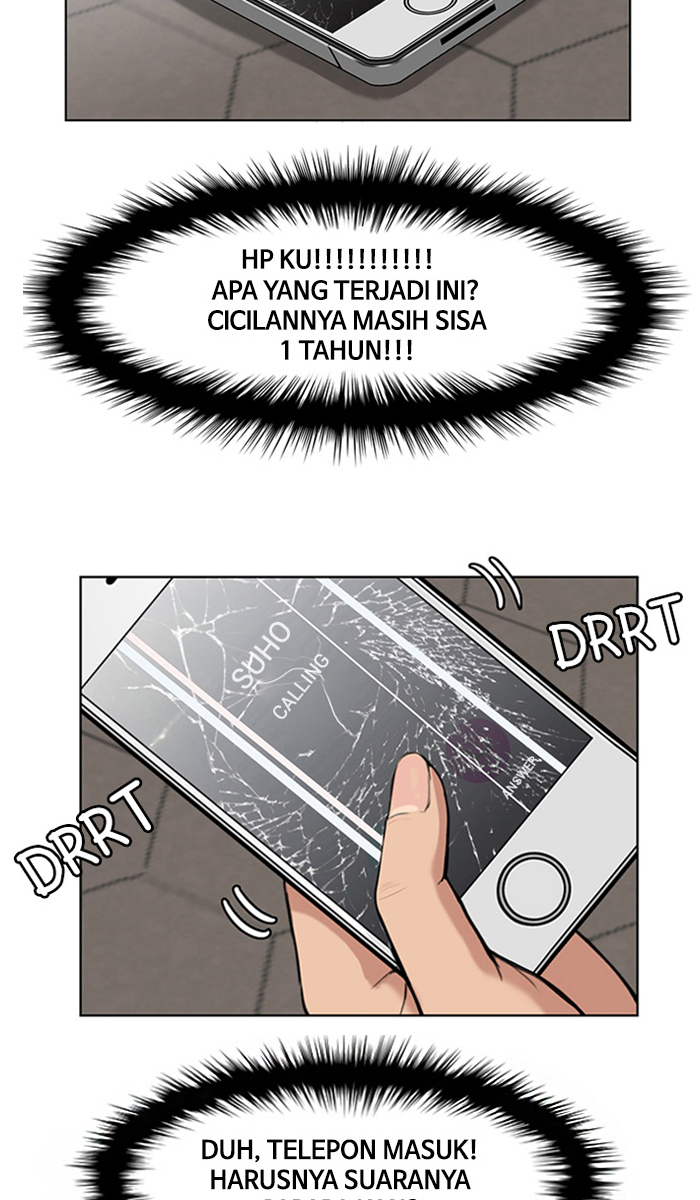 HP KU!!!!!!!!!!!
APA YANG TERJADI INI?
CICILANNYA MASIH SISA
1 TAHUN!!!
DRRT
SUHO
CALLING
ANSWER
DRRT
DUH, TELEPON MASUK!
HARUSNYA SUARANYA